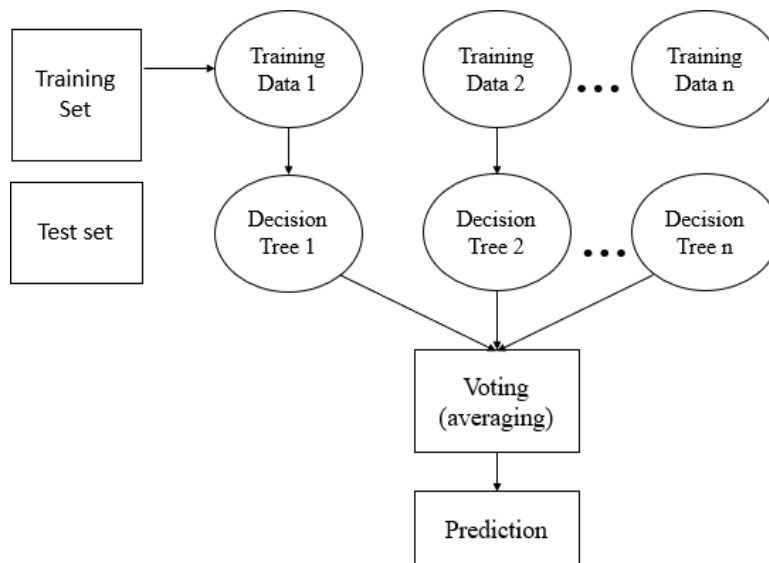 Training
Set
Training
Data 1
Training
Data 2
...
Training
Data n
Test set
Decision
Tree 1
Decision
Tree 2
...
Decision
Tree n
Voting
(averaging)
Prediction